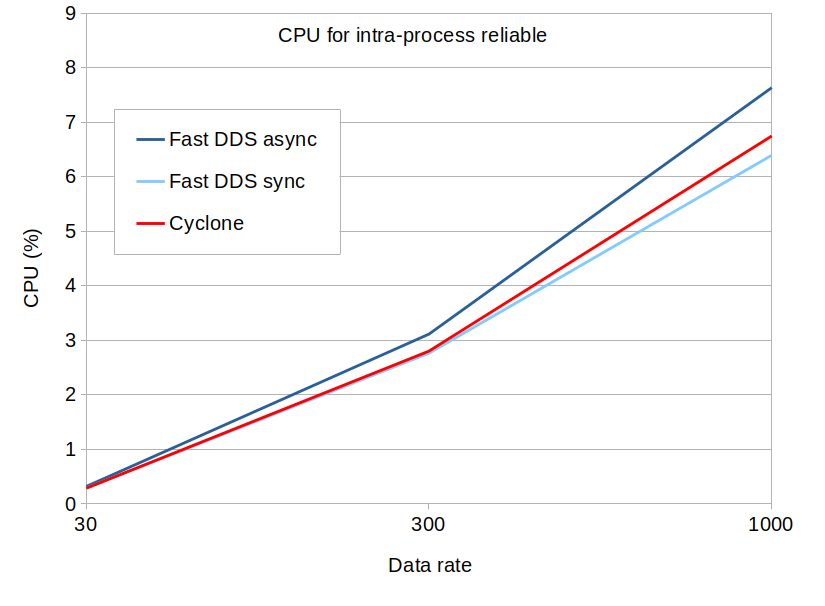 CPU for intra-process reliable
9
8
7
6
5
4
3
2
1
0
CPU (%)
Fast DDS async
Fast DDS sync
Cyclone
30
300
1000
Data rate